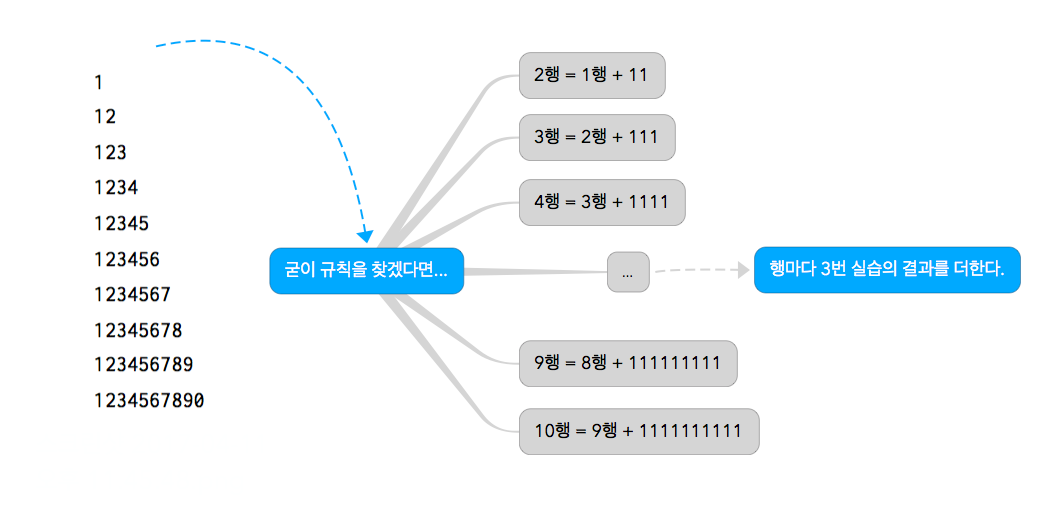 1
12
123
1234
12345
123456
1234567
12345678
123456789
1234567890
굳이 규칙을 찾겠다면...
2행 = 1행 + 11
3행 = 2행 + 111
4행 = 3행 + 1111
...
행마다 3번 실습의 결과를 더한다.
9행 = 8행 + 111111111
10행 = 9행 + 1111111111